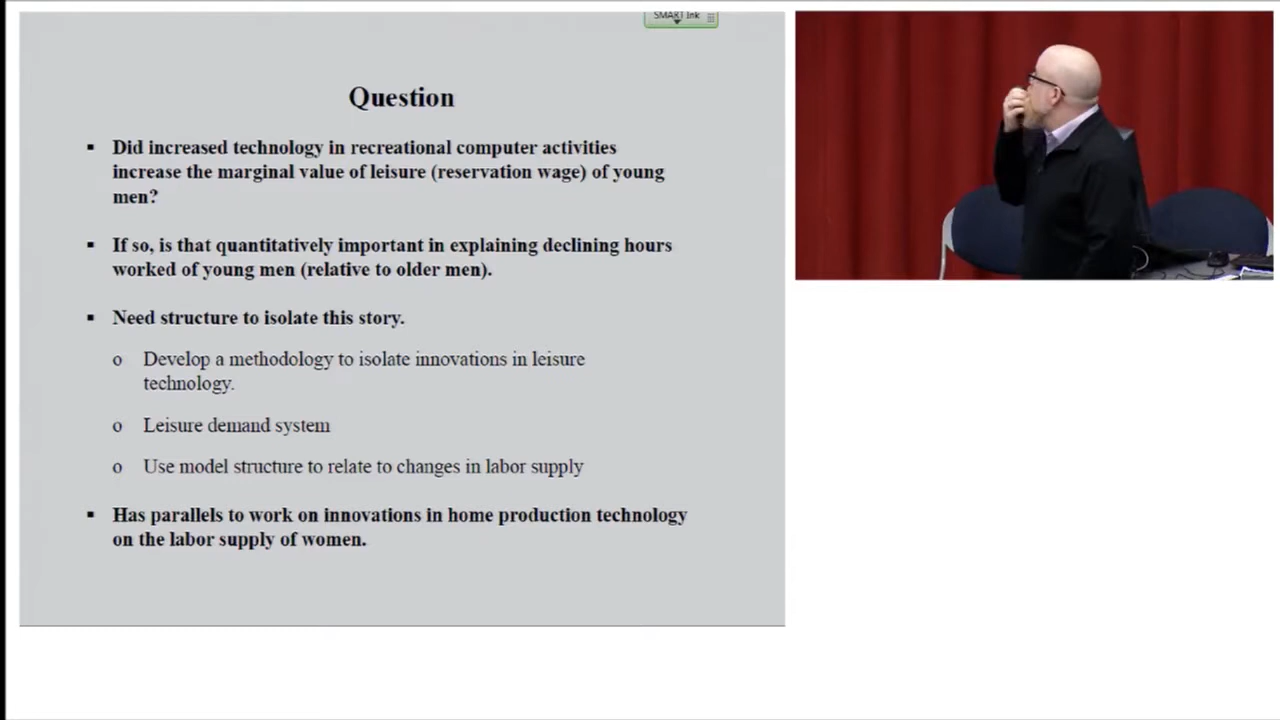 SMART Ink
Question
▪ Did increased technology in recreational computer activities
increase the marginal value of leisure (reservation wage) of young
men?
▪ If so, is that quantitatively important in explaining declining hours
worked of young men (relative to older men).
▪ Need structure to isolate this story.
o Develop a methodology to isolate innovations in leisure
technology.
o Leisure demand system
o Use model structure to relate to changes in labor supply
▪ Has parallels to work on innovations in home production technology
on the labor supply of women.